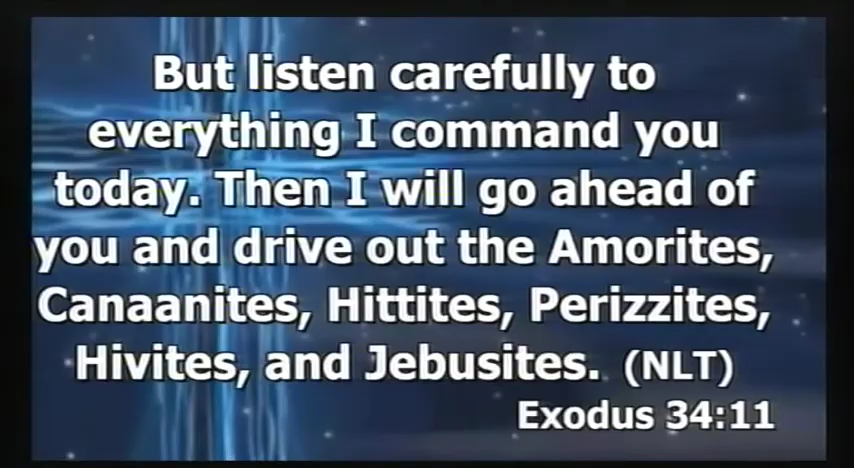 But listen carefully to
everything I command you
today. Then I will go ahead of
you and drive out the Amorites,
Canaanites, Hittites, Perizzites,
Hivites, and Jebusites. (NLT)
Exodus 34:11